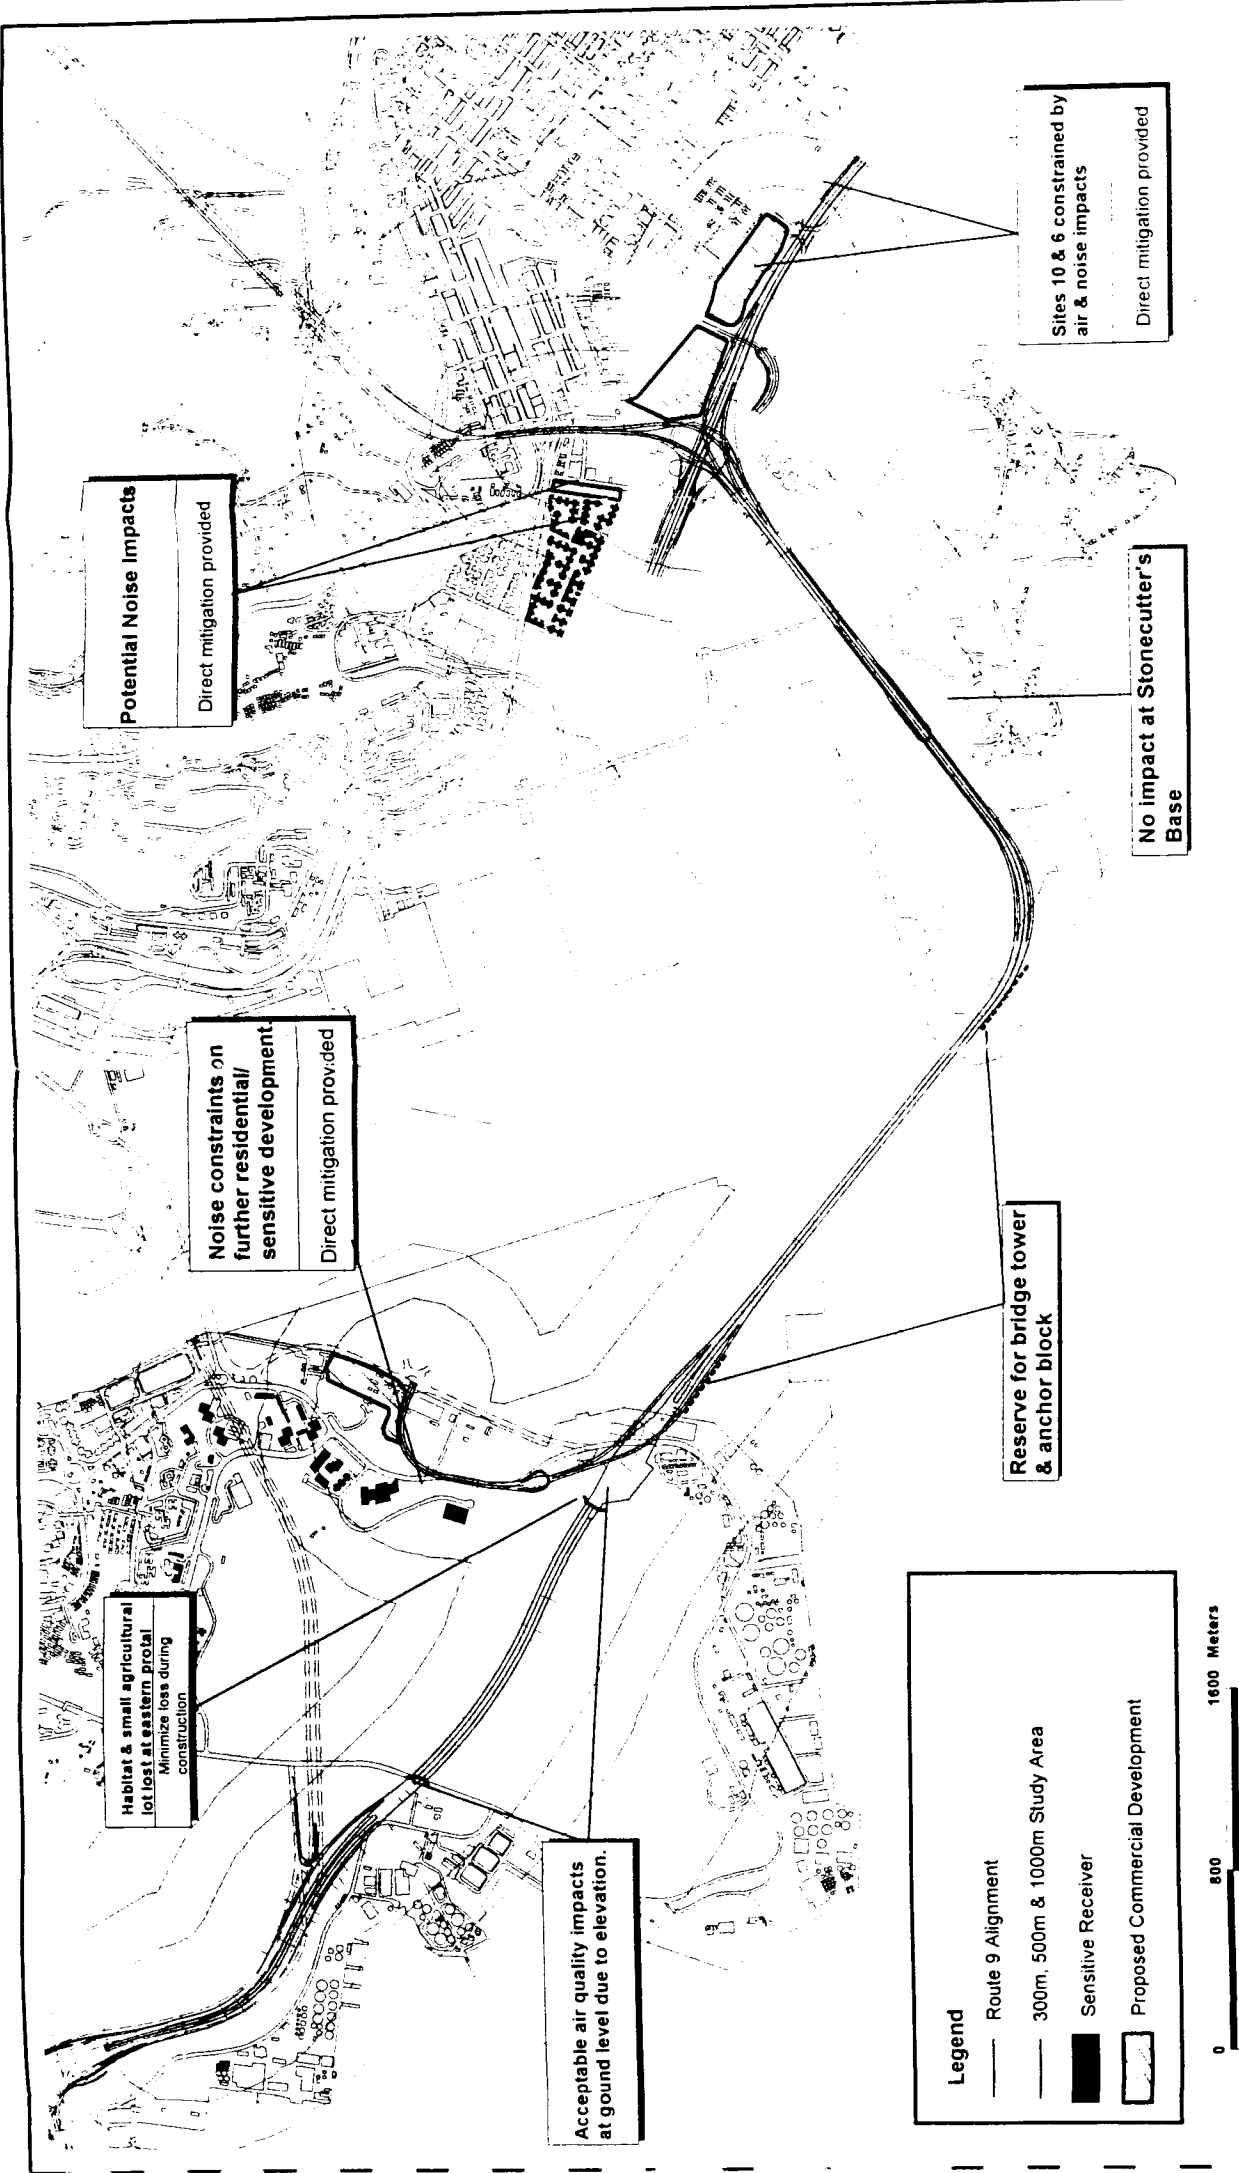 Potential Noise Impacts
Direct mitigation provided
Sites 10 & 6 constrained by
air & noise impacts
Direct mitigation provided
Noise constraints on
further residential/
sensitive development.
Direct mitigation provided
No impact at Stonecutter's
Base
Habitat & small agricultural
lot lost at eastern protal
Minimize loss during
construction
Reserve for bridge tower
& anchor block
Acceptable air quality impacts
at gound level due to elevation.
Legend
Route 9 Alignment
300m, 500m & 1000m Study Area
Sensitive Receiver
Proposed Commercial Development
0 800 1600 Meters